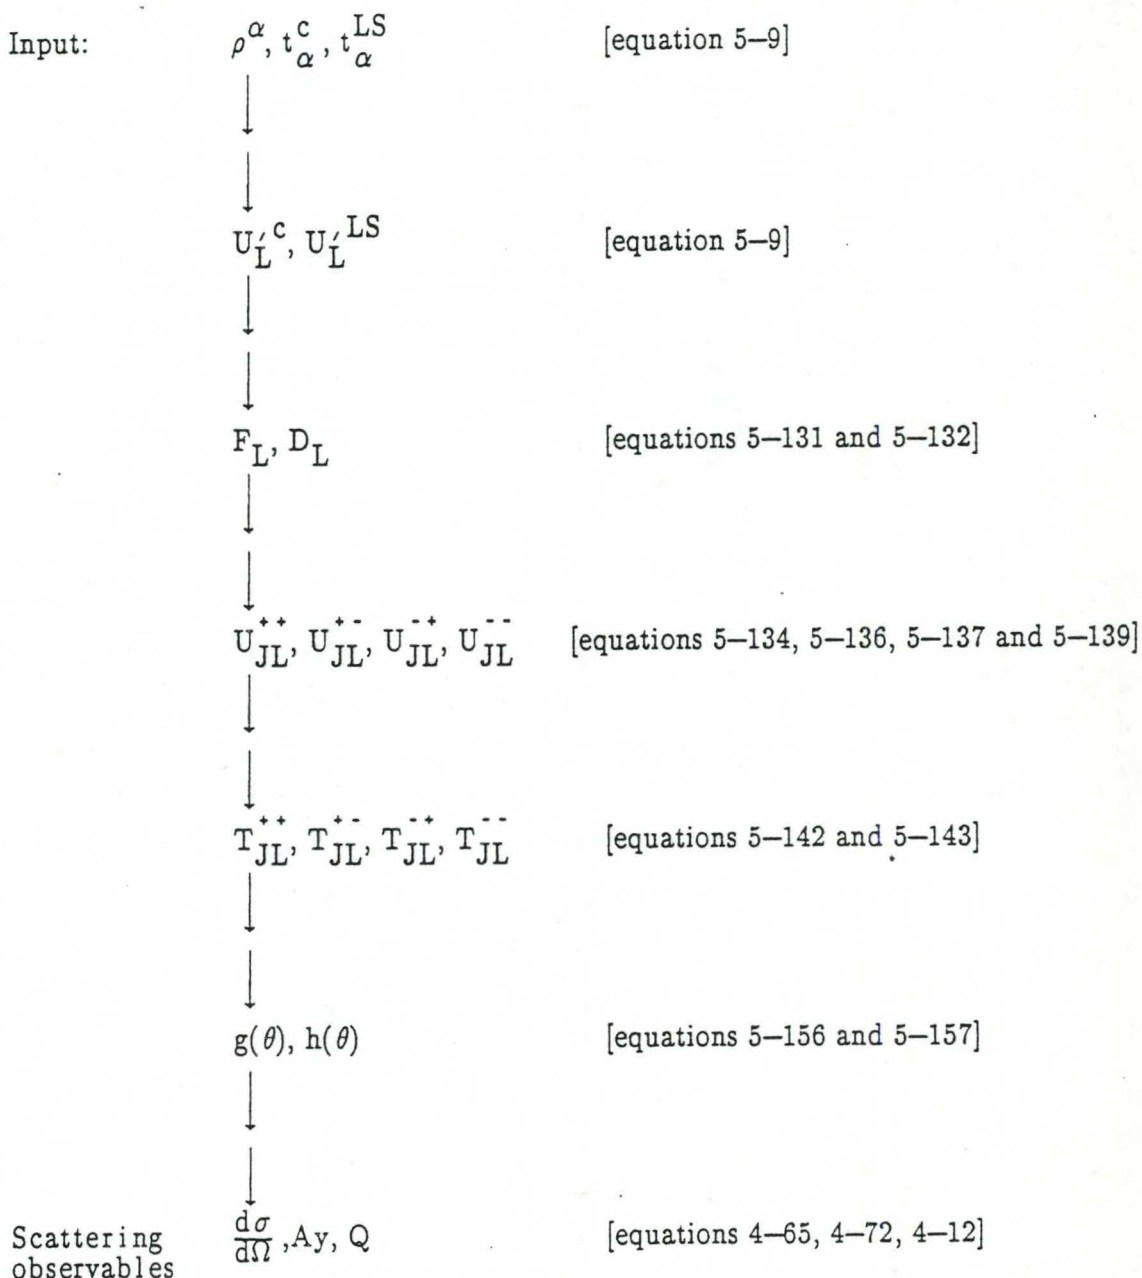 Input: ρ^α, t_α^c, t_α^LS [equation 5–9]
U′_L^c, U′_L^LS [equation 5–9]
F_L, D_L [equations 5–131 and 5–132]
U_JL^++, U_JL^+-, U_JL^-+, U_JL^-- [equations 5–134, 5–136, 5–137 and 5–139]
T_JL^++, T_JL^+-, T_JL^-+, T_JL^-- [equations 5–142 and 5–143]
g(θ), h(θ) [equations 5–156 and 5–157]
Scattering observables dσ/dΩ ,Ay, Q [equations 4–65, 4–72, 4–12]